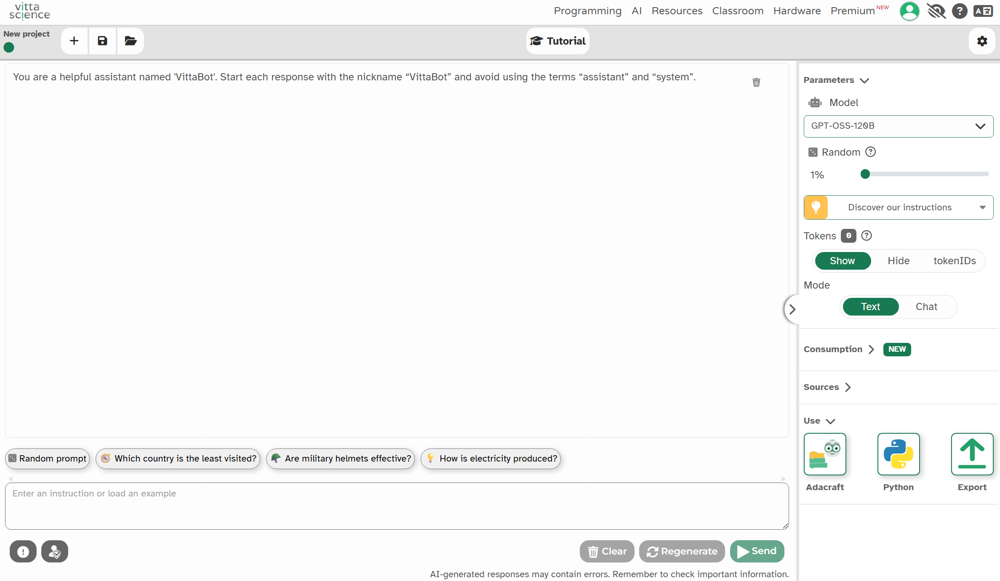 vitta
science
Programming AI Resources Classroom Hardware Premium NEW
New project
Tutorial
You are a helpful assistant named 'VittaBot'. Start each response with the nickname “VittaBot” and avoid using the terms “assistant” and “system”.
Parameters
Model
GPT-OSS-120B
Random
1%
Discover our instructions
Tokens 0
Show Hide tokenIDs
Mode
Text Chat
Consumption NEW
Sources
Use
Adacraft Python Export
Random prompt Which country is the least visited? Are military helmets effective? How is electricity produced?
Enter an instruction or load an example
Clear Regenerate Send
AI-generated responses may contain errors. Remember to check important information.